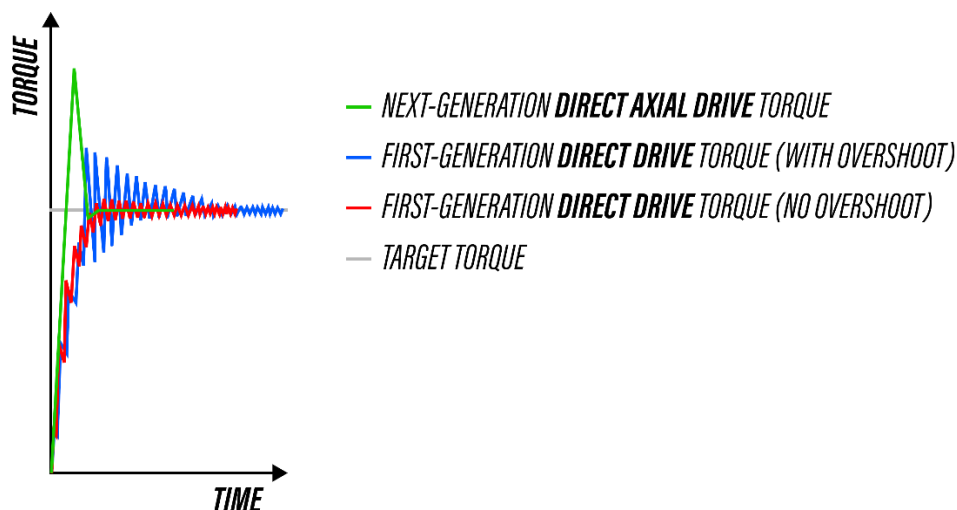 TORQUE
NEXT-GENERATION DIRECT AXIAL DRIVE TORQUE
FIRST-GENERATION DIRECT DRIVE TORQUE (WITH OVERSHOOT)
FIRST-GENERATION DIRECT DRIVE TORQUE (NO OVERSHOOT)
TARGET TORQUE
TIME